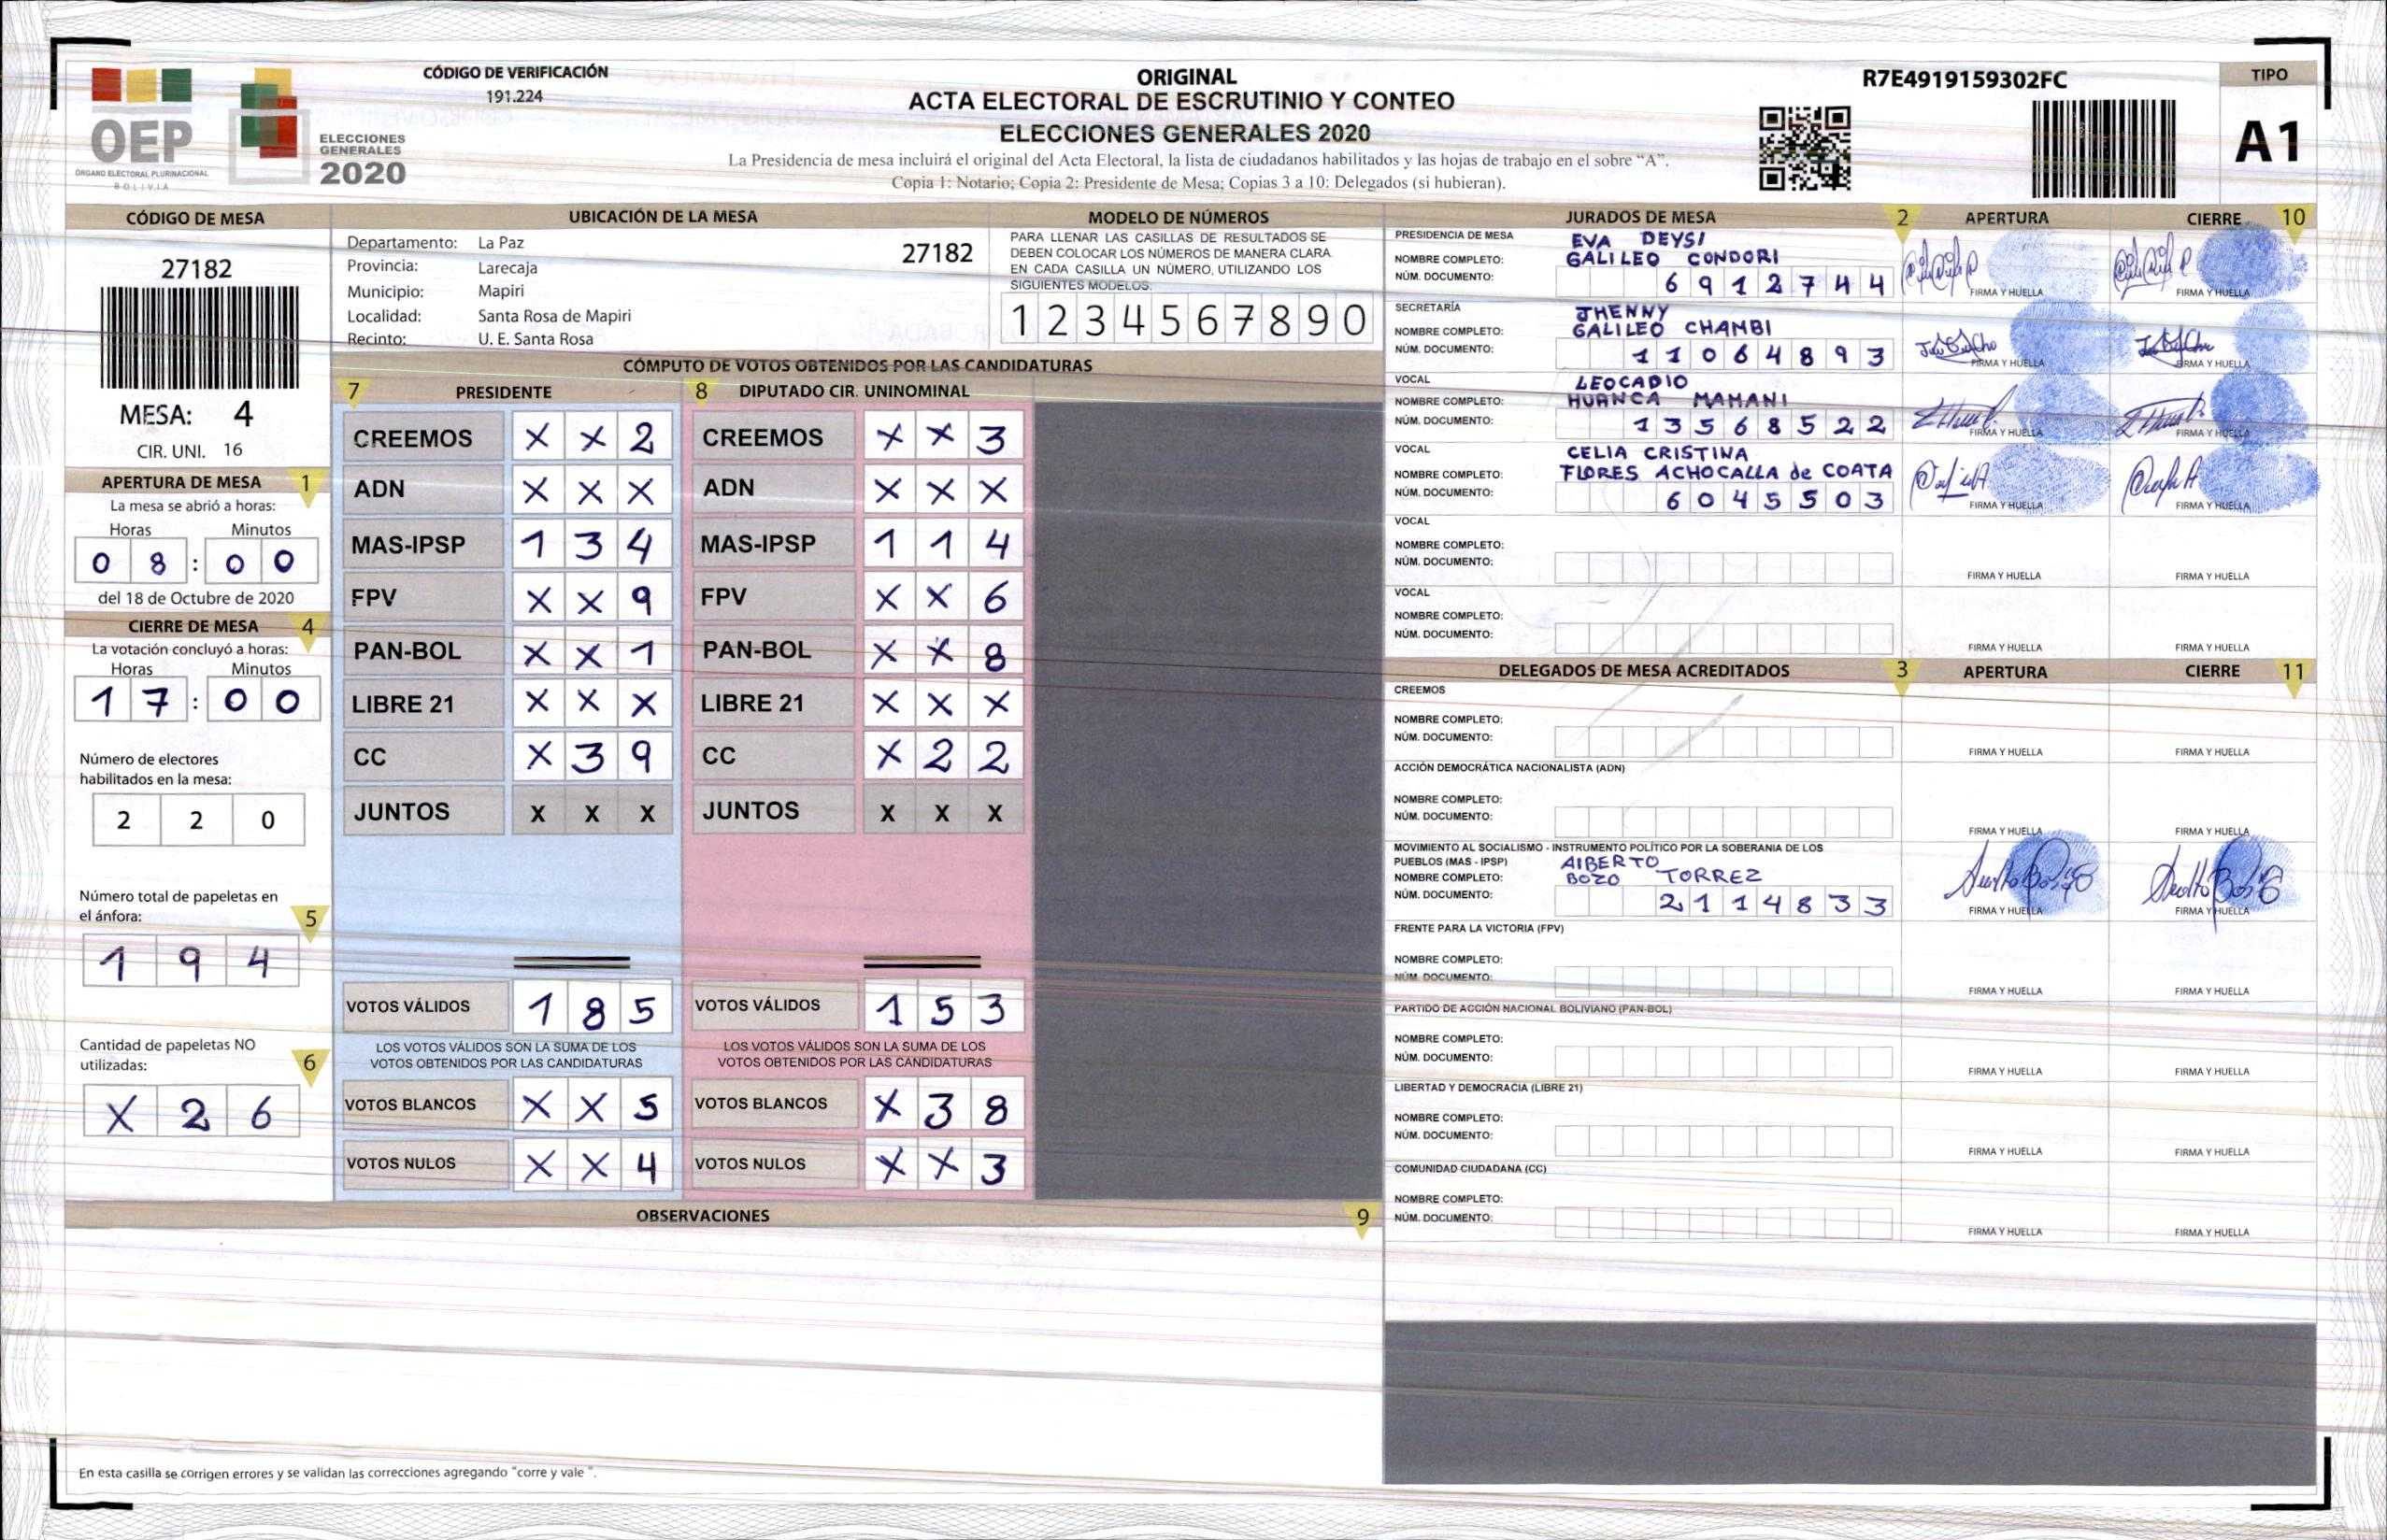 CÓDIGO DE VERIFICACIÓN
191.224
OEP
ÓRGANO ELECTORAL PLURINACIONAL
BOLIVIA
ELECCIONES
GENERALES
2020
ORIGINAL
ACTA ELECTORAL DE ESCRUTINIO Y CONTEO
ELECCIONES GENERALES 2020
La Presidencia de mesa incluirá el original del Acta Electoral, la lista de ciudadanos habilitados y las hojas de trabajo en el sobre “A”.
Copia 1: Notario; Copia 2: Presidente de Mesa; Copias 3 a 10: Delegados (si hubieran).
R7E4919159302FC
TIPO
A1
CÓDIGO DE MESA
27182
MESA: 4
CIR. UNI. 16
APERTURA DE MESA 1
La mesa se abrió a horas:
Horas Minutos
0 8 : 0 0
del 18 de Octubre de 2020
CIERRE DE MESA 4
La votación concluyó a horas:
Horas Minutos
1 7 : 0 0
Número de electores
habilitados en la mesa:
2 2 0
Número total de papeletas en
el ánfora: 5
1 9 4
Cantidad de papeletas NO
utilizadas: 6
X 2 6
UBICACIÓN DE LA MESA
Departamento: La Paz
27182
Provincia: Larecaja
Municipio: Mapiri
Localidad: Santa Rosa de Mapiri
Recinto: U. E. Santa Rosa
MODELO DE NÚMEROS
PARA LLENAR LAS CASILLAS DE RESULTADOS SE
DEBEN COLOCAR LOS NÚMEROS DE MANERA CLARA
EN CADA CASILLA UN NÚMERO, UTILIZANDO LOS
SIGUIENTES MODELOS:
1 2 3 4 5 6 7 8 9 0
CÓMPUTO DE VOTOS OBTENIDOS POR LAS CANDIDATURAS
7 PRESIDENTE
CREEMOS X X 2
ADN X X X
MAS-IPSP 1 3 4
FPV X X 9
PAN-BOL X X 1
LIBRE 21 X X X
CC X 3 9
JUNTOS X X X
VOTOS VÁLIDOS 1 8 5
LOS VOTOS VÁLIDOS SON LA SUMA DE LOS
VOTOS OBTENIDOS POR LAS CANDIDATURAS
VOTOS BLANCOS X X 5
VOTOS NULOS X X 4
8 DIPUTADO CIR. UNINOMINAL
CREEMOS X X 3
ADN X X X
MAS-IPSP 1 1 4
FPV X X 6
PAN-BOL X X 8
LIBRE 21 X X X
CC X 2 2
JUNTOS X X X
VOTOS VÁLIDOS 1 5 3
LOS VOTOS VÁLIDOS SON LA SUMA DE LOS
VOTOS OBTENIDOS POR LAS CANDIDATURAS
VOTOS BLANCOS X 3 8
VOTOS NULOS X X 3
OBSERVACIONES 9
En esta casilla se corrigen errores y se validan las correcciones agregando "corre y vale ".
JURADOS DE MESA 2 APERTURA CIERRE 10
PRESIDENCIA DE MESA EVA DEYSI
NOMBRE COMPLETO: GALILEO CONDORI
NÚM. DOCUMENTO: 6 9 1 2 7 4 4 FIRMA Y HUELLA FIRMA Y HUELLA
SECRETARÍA JHENNY
NOMBRE COMPLETO: GALILEO CHAMBI
NÚM. DOCUMENTO: 1 1 0 6 4 8 9 3 FIRMA Y HUELLA FIRMA Y HUELLA
VOCAL LEOCADIO
NOMBRE COMPLETO: HUANCA MAMANI
NÚM. DOCUMENTO: 1 3 5 6 8 5 2 2 FIRMA Y HUELLA FIRMA Y HUELLA
VOCAL CELIA CRISTINA
NOMBRE COMPLETO: FLORES ACHOCALLA de COATA
NÚM. DOCUMENTO: 6 0 4 5 5 0 3 FIRMA Y HUELLA FIRMA Y HUELLA
VOCAL
NOMBRE COMPLETO:
NÚM. DOCUMENTO: FIRMA Y HUELLA FIRMA Y HUELLA
VOCAL
NOMBRE COMPLETO:
NÚM. DOCUMENTO: FIRMA Y HUELLA FIRMA Y HUELLA
DELEGADOS DE MESA ACREDITADOS 3 APERTURA CIERRE 11
CREEMOS
NOMBRE COMPLETO:
NÚM. DOCUMENTO: FIRMA Y HUELLA FIRMA Y HUELLA
ACCIÓN DEMOCRÁTICA NACIONALISTA (ADN)
NOMBRE COMPLETO:
NÚM. DOCUMENTO: FIRMA Y HUELLA FIRMA Y HUELLA
MOVIMIENTO AL SOCIALISMO - INSTRUMENTO POLÍTICO POR LA SOBERANIA DE LOS
PUEBLOS (MAS - IPSP) AlBERTO
NOMBRE COMPLETO: BOZO TORREZ
NÚM. DOCUMENTO: 2 1 1 4 8 3 3 FIRMA Y HUELLA FIRMA Y HUELLA
FRENTE PARA LA VICTORIA (FPV)
NOMBRE COMPLETO:
NÚM. DOCUMENTO: FIRMA Y HUELLA FIRMA Y HUELLA
PARTIDO DE ACCIÓN NACIONAL BOLIVIANO (PAN-BOL)
NOMBRE COMPLETO:
NÚM. DOCUMENTO: FIRMA Y HUELLA FIRMA Y HUELLA
LIBERTAD Y DEMOCRACIA (LIBRE 21)
NOMBRE COMPLETO:
NÚM. DOCUMENTO: FIRMA Y HUELLA FIRMA Y HUELLA
COMUNIDAD CIUDADANA (CC)
NOMBRE COMPLETO:
NÚM. DOCUMENTO: FIRMA Y HUELLA FIRMA Y HUELLA